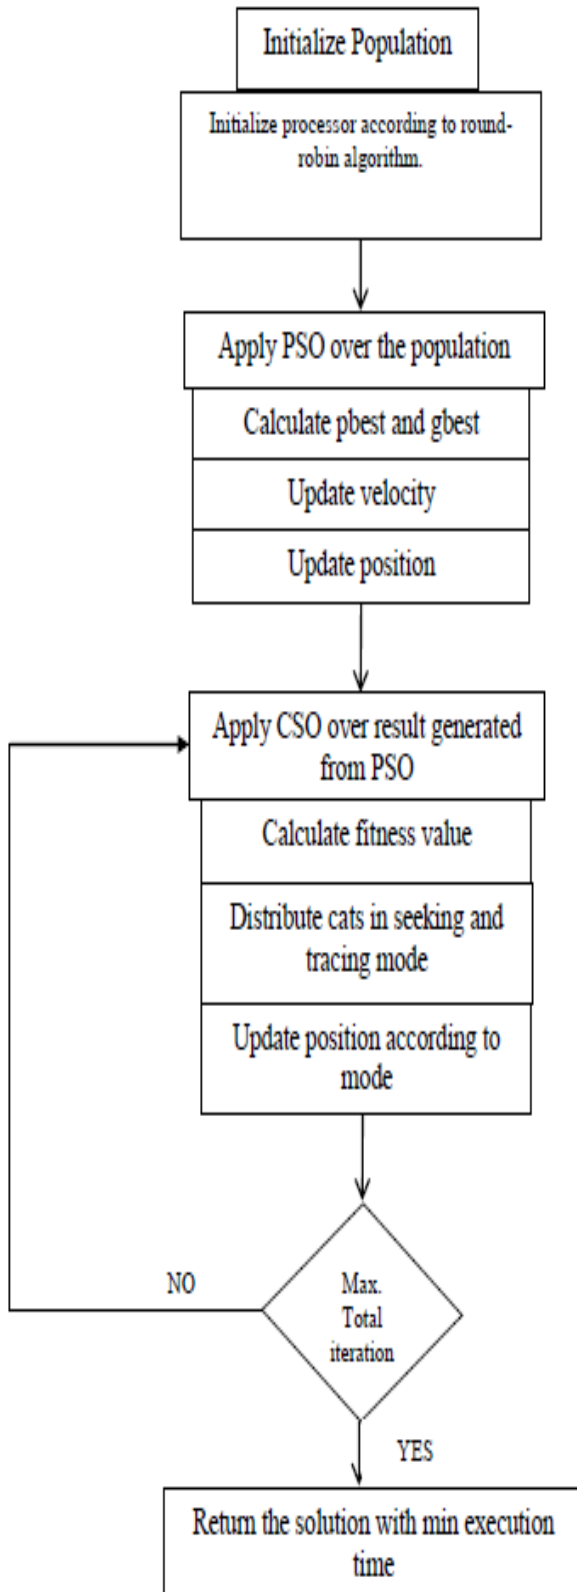 Initialize Population
Initialize processor according to round-
robin algorithm.
Apply PSO over the population
Calculate pbest and gbest
Update velocity
Update position
Apply CSO over result generated
from PSO
Calculate fitness value
Distribute cats in seeking and
tracing mode
Update position according to
mode
NO
Max.
Total
iteration
YES
Return the solution with min execution
time